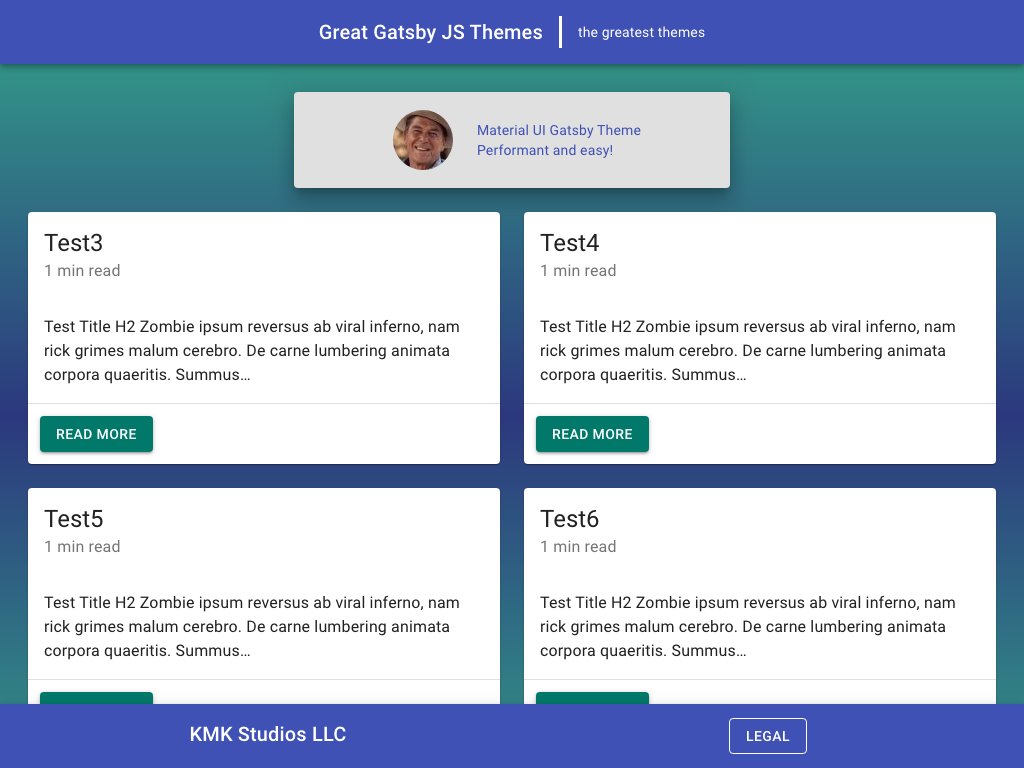 Great Gatsby JS Themes
the greatest themes
Material UI Gatsby Theme
Performant and easy!
Test3
1 min read
Test Title H2 Zombie ipsum reversus ab viral inferno, nam
rick grimes malum cerebro. De carne lumbering animata
corpora quaeritis. Summus…
READ MORE
Test4
1 min read
Test Title H2 Zombie ipsum reversus ab viral inferno, nam
rick grimes malum cerebro. De carne lumbering animata
corpora quaeritis. Summus…
READ MORE
Test5
1 min read
Test Title H2 Zombie ipsum reversus ab viral inferno, nam
rick grimes malum cerebro. De carne lumbering animata
corpora quaeritis. Summus…
Test6
1 min read
Test Title H2 Zombie ipsum reversus ab viral inferno, nam
rick grimes malum cerebro. De carne lumbering animata
corpora quaeritis. Summus…
KMK Studios LLC
LEGAL